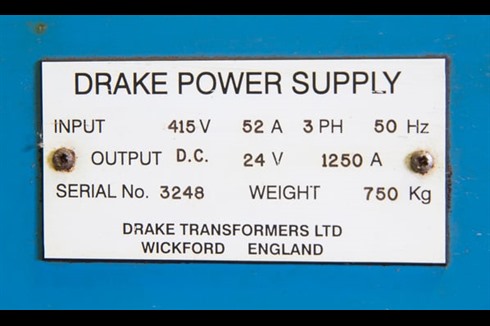 DRAKE POWER SUPPLY
INPUT 415 V 52 A 3 PH 50 Hz
OUTPUT D.C. 24 V 1250 A
SERIAL No. 3248 WEIGHT 750 Kg
DRAKE TRANSFORMERS LTD
WICKFORD ENGLAND